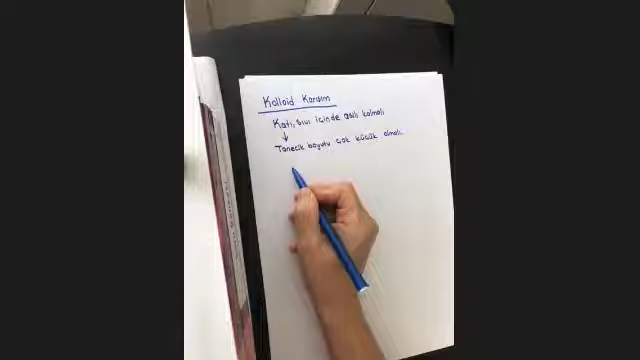 Kolloid Karışım
Katı, sıvı içinde asılı kalmalı
↓
Tanecik boyutu çok küçük olmalı.